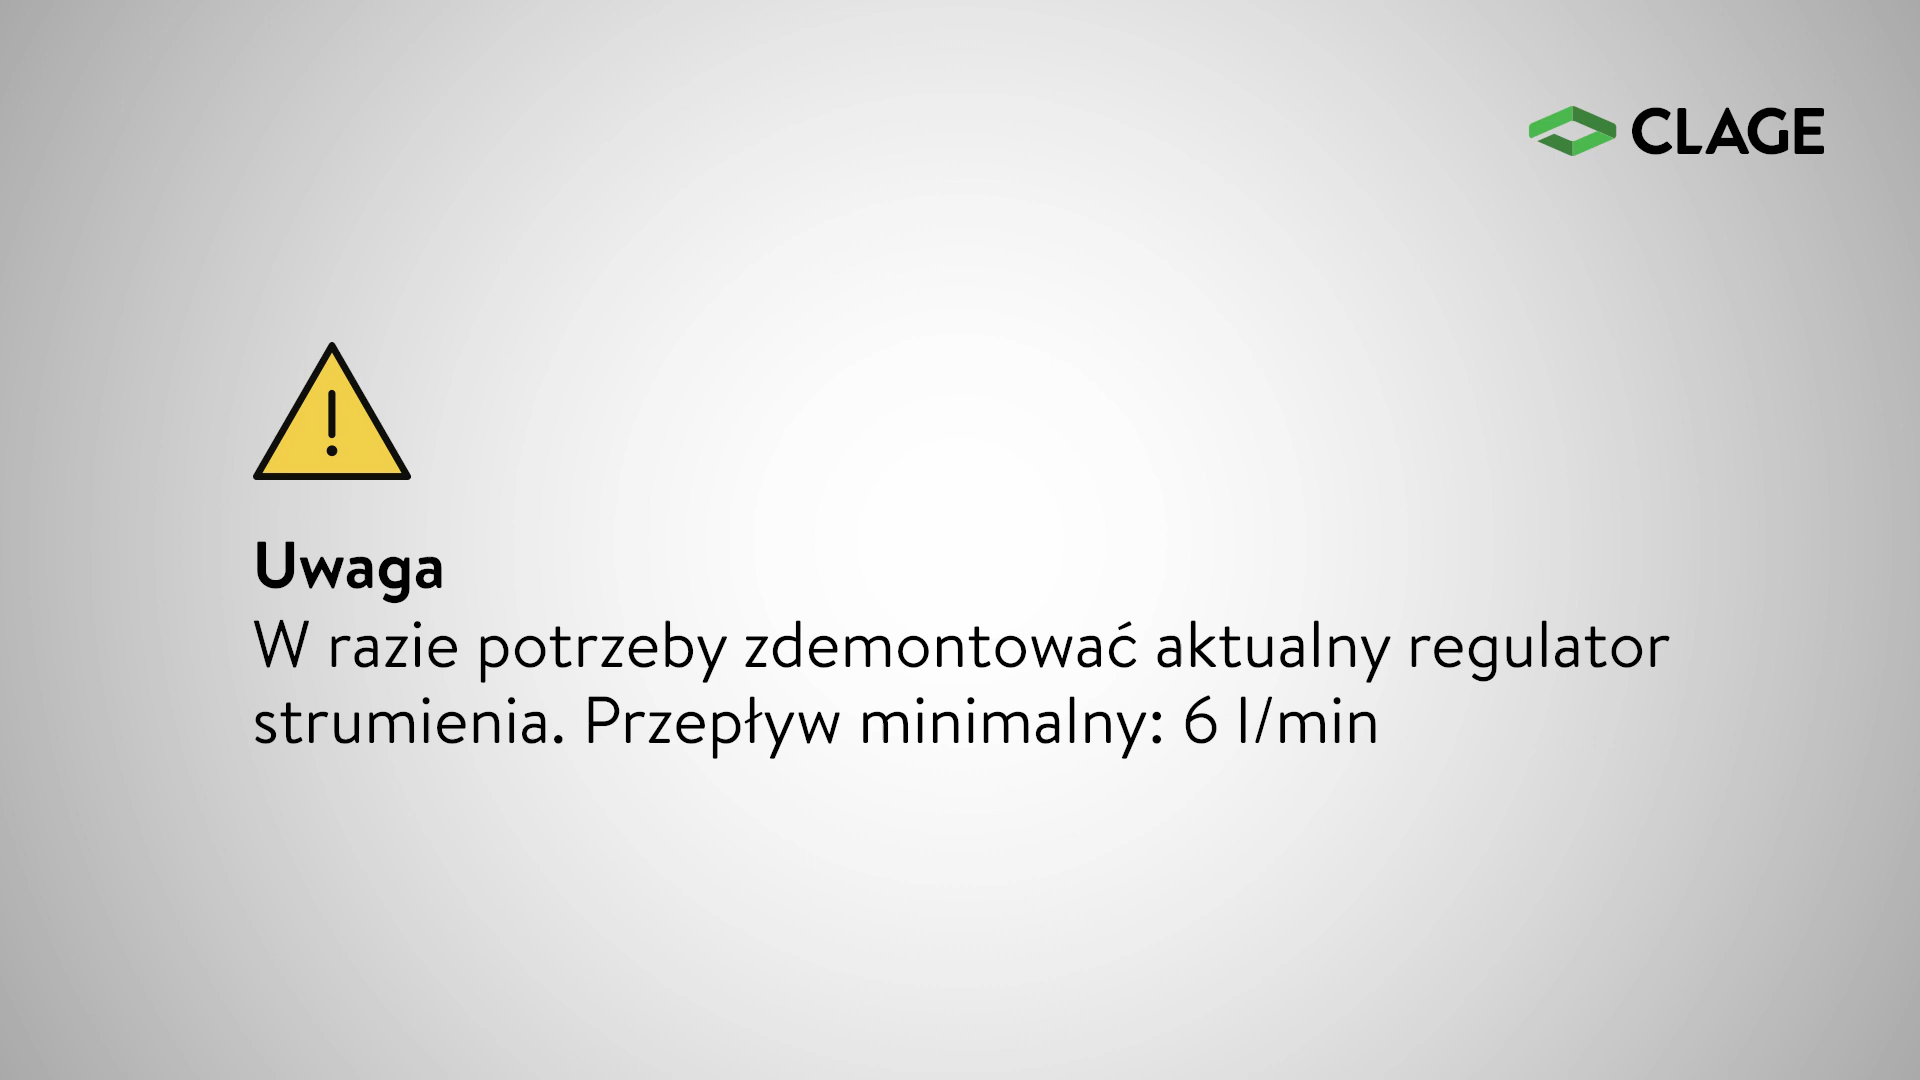 CLAGE
Uwaga
W razie potrzeby zdemontować aktualny regulator
strumienia. Przepływ minimalny: 6 l/min